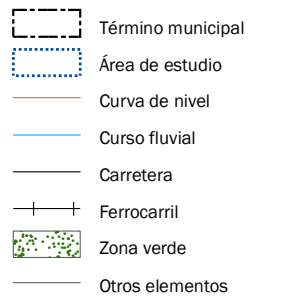 Término municipal
Área de estudio
Curva de nivel
Curso fluvial
Carretera
Ferrocarril
Zona verde
Otros elementos